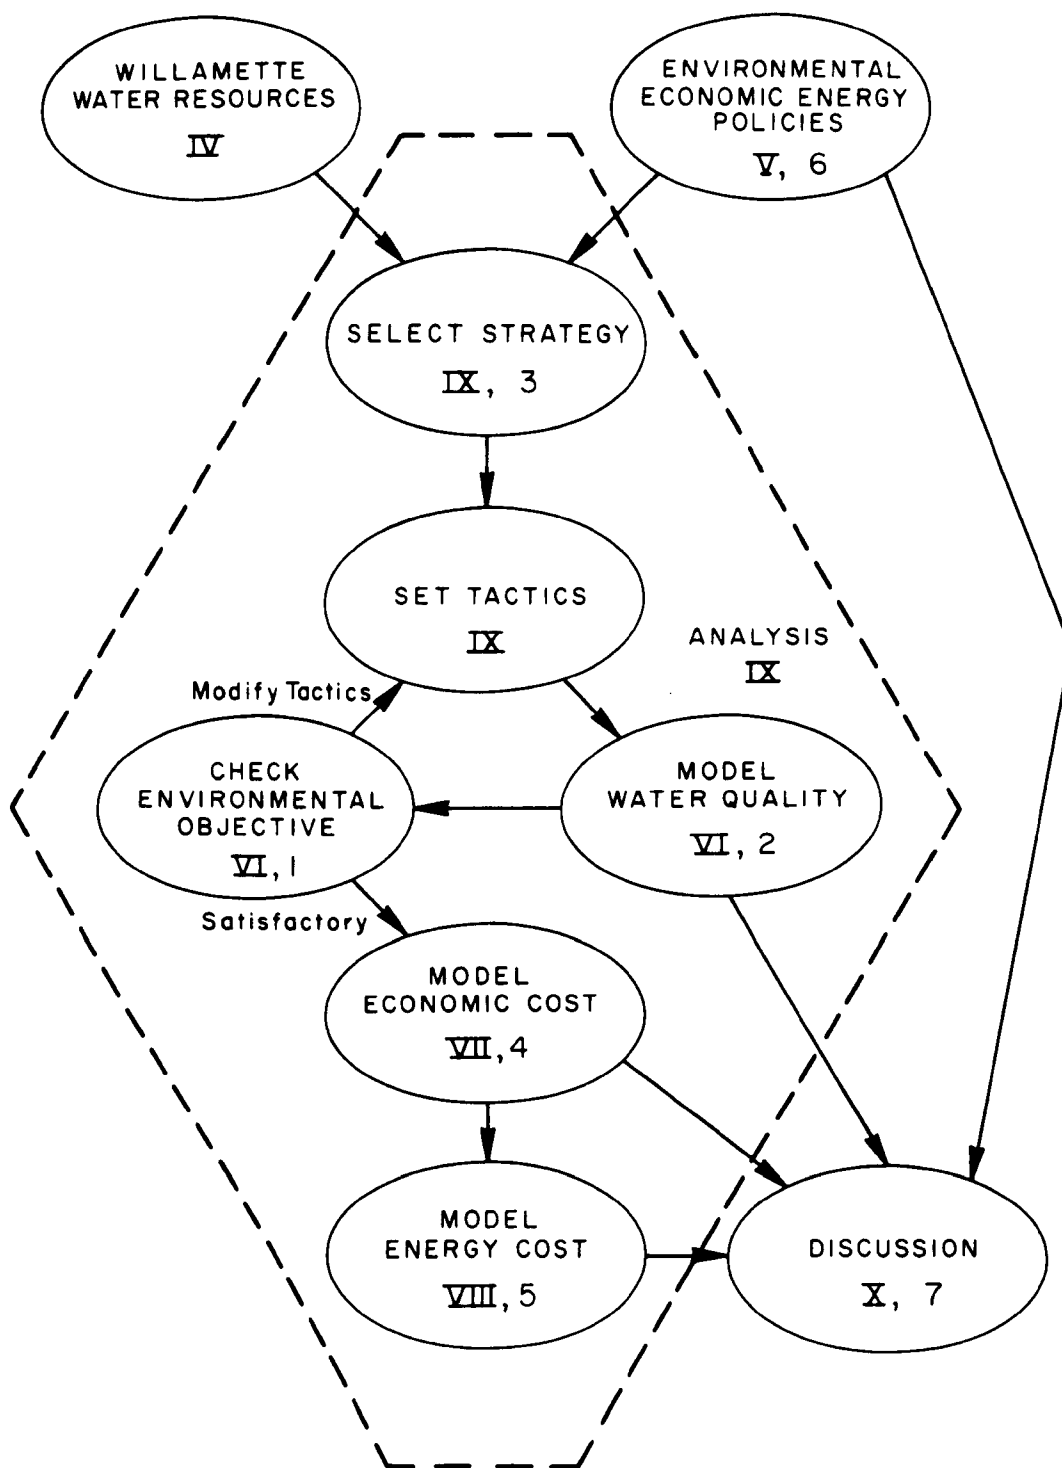 WILLAMETTE
WATER RESOURCES
IV
ENVIRONMENTAL
ECONOMIC ENERGY
POLICIES
V, 6
SELECT STRATEGY
IX, 3
SET TACTICS
IX
ANALYSIS
IX
Modify Tactics
CHECK
ENVIRONMENTAL
OBJECTIVE
VI, 1
MODEL
WATER QUALITY
VI, 2
Satisfactory
MODEL
ECONOMIC COST
VII, 4
MODEL
ENERGY COST
VIII, 5
DISCUSSION
X, 7